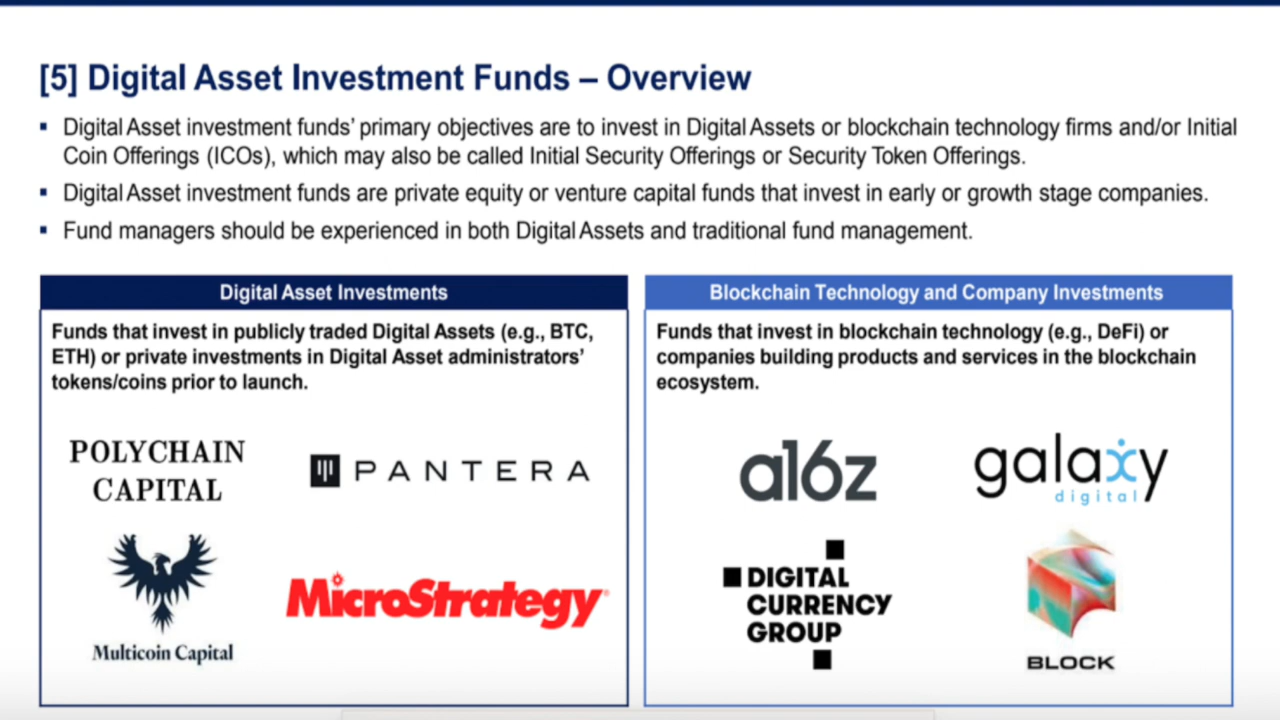 [5] Digital Asset Investment Funds – Overview
▪ Digital Asset investment funds' primary objectives are to invest in Digital Assets or blockchain technology firms and/or Initial
Coin Offerings (ICOs), which may also be called Initial Security Offerings or Security Token Offerings.
▪ Digital Asset investment funds are private equity or venture capital funds that invest in early or growth stage companies.
▪ Fund managers should be experienced in both Digital Assets and traditional fund management.
Digital Asset Investments
Funds that invest in publicly traded Digital Assets (e.g., BTC,
ETH) or private investments in Digital Asset administrators'
tokens/coins prior to launch.
POLYCHAIN
CAPITAL
PANTERA
Multicoin Capital
MicroStrategy
Blockchain Technology and Company Investments
Funds that invest in blockchain technology (e.g., DeFi) or
companies building products and services in the blockchain
ecosystem.
a16z
galaxy
digital
DIGITAL
CURRENCY
GROUP
BLOCK